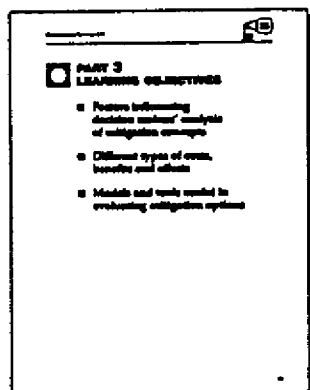 PART 3
LEARNING OBJECTIVES
Factors influencing
decision makers' analysis
of mitigation concepts
Different types of costs,
benefits and effects
Models and tools useful in
evaluating mitigation options